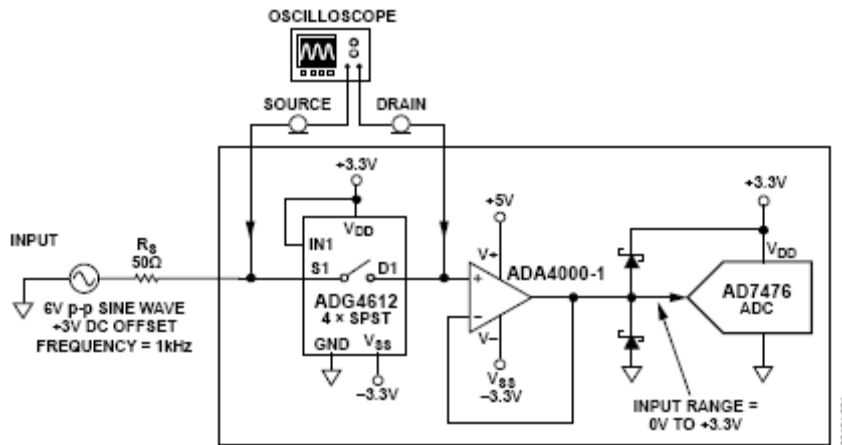 OSCILLOSCOPE
SOURCE
DRAIN
+3.3V
+5V
+3.3V
INPUT
RS
50Ω
IN1
VDD
V+
ADA4000-1
VDD
S1
D1
+
AD7476
ADC
ADG4612
4 × SPST
–
6V p-p SINE WAVE
+3V DC OFFSET
FREQUENCY = 1kHz
GND
VSS
V–
VSS
–3.3V
–3.3V
INPUT RANGE =
0V TO +3.3V